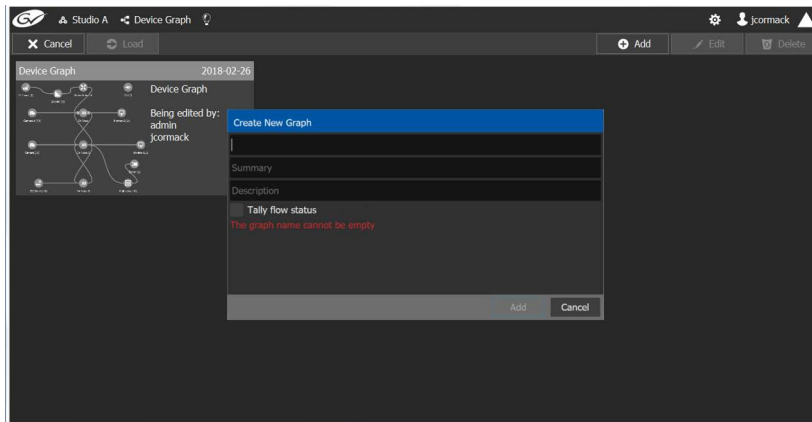 GV Studio A Device Graph jcormack
Cancel Load Add Edit Delete
Device Graph 2018-02-26
Device Graph
Being edited by:
admin
jcormack
Create New Graph
Summary
Description
Tally flow status
The graph name cannot be empty
Add Cancel